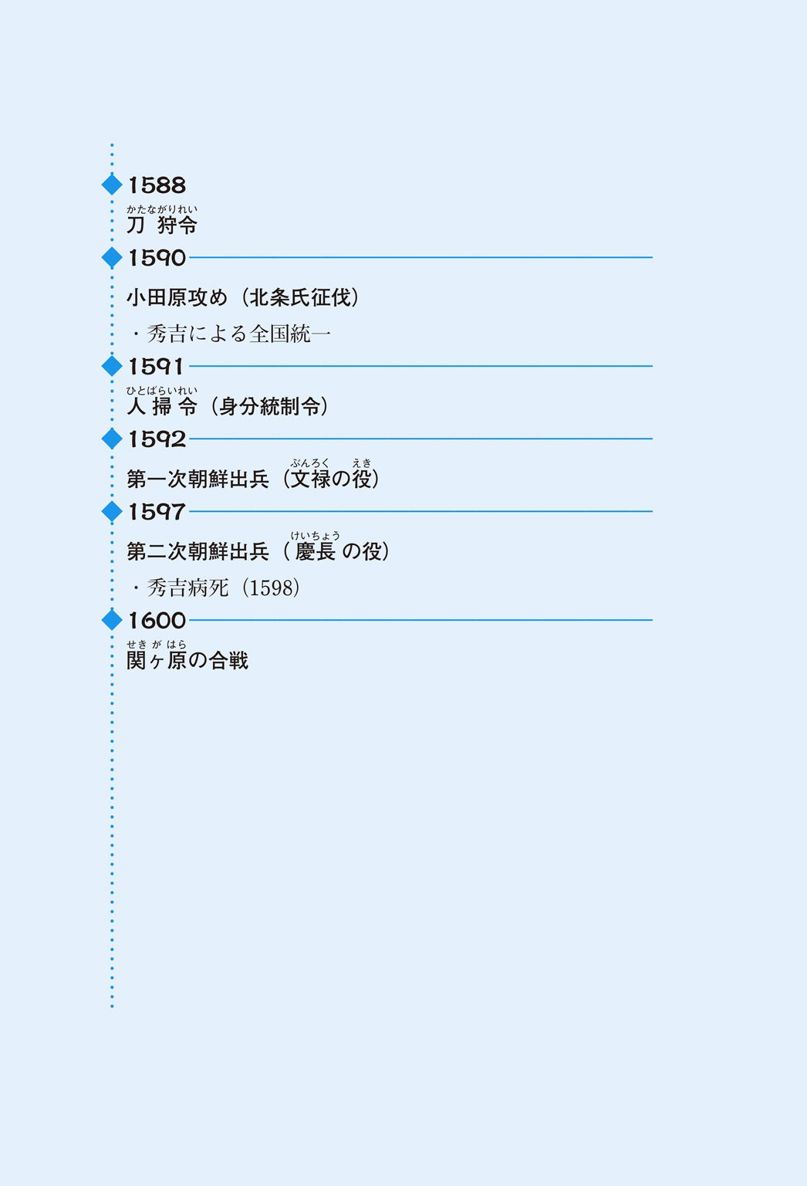 1588
かたながりれい
刀狩令
1590
小田原攻め（北条氏征伐）
・秀吉による全国統一
1591
ひとばらいれい
人掃令（身分統制令）
1592
ぶんろく えき
第一次朝鮮出兵（文禄の役）
1597
けいちょう
第二次朝鮮出兵（慶長の役）
・秀吉病死（1598）
1600
せき が はら
関ヶ原の合戦